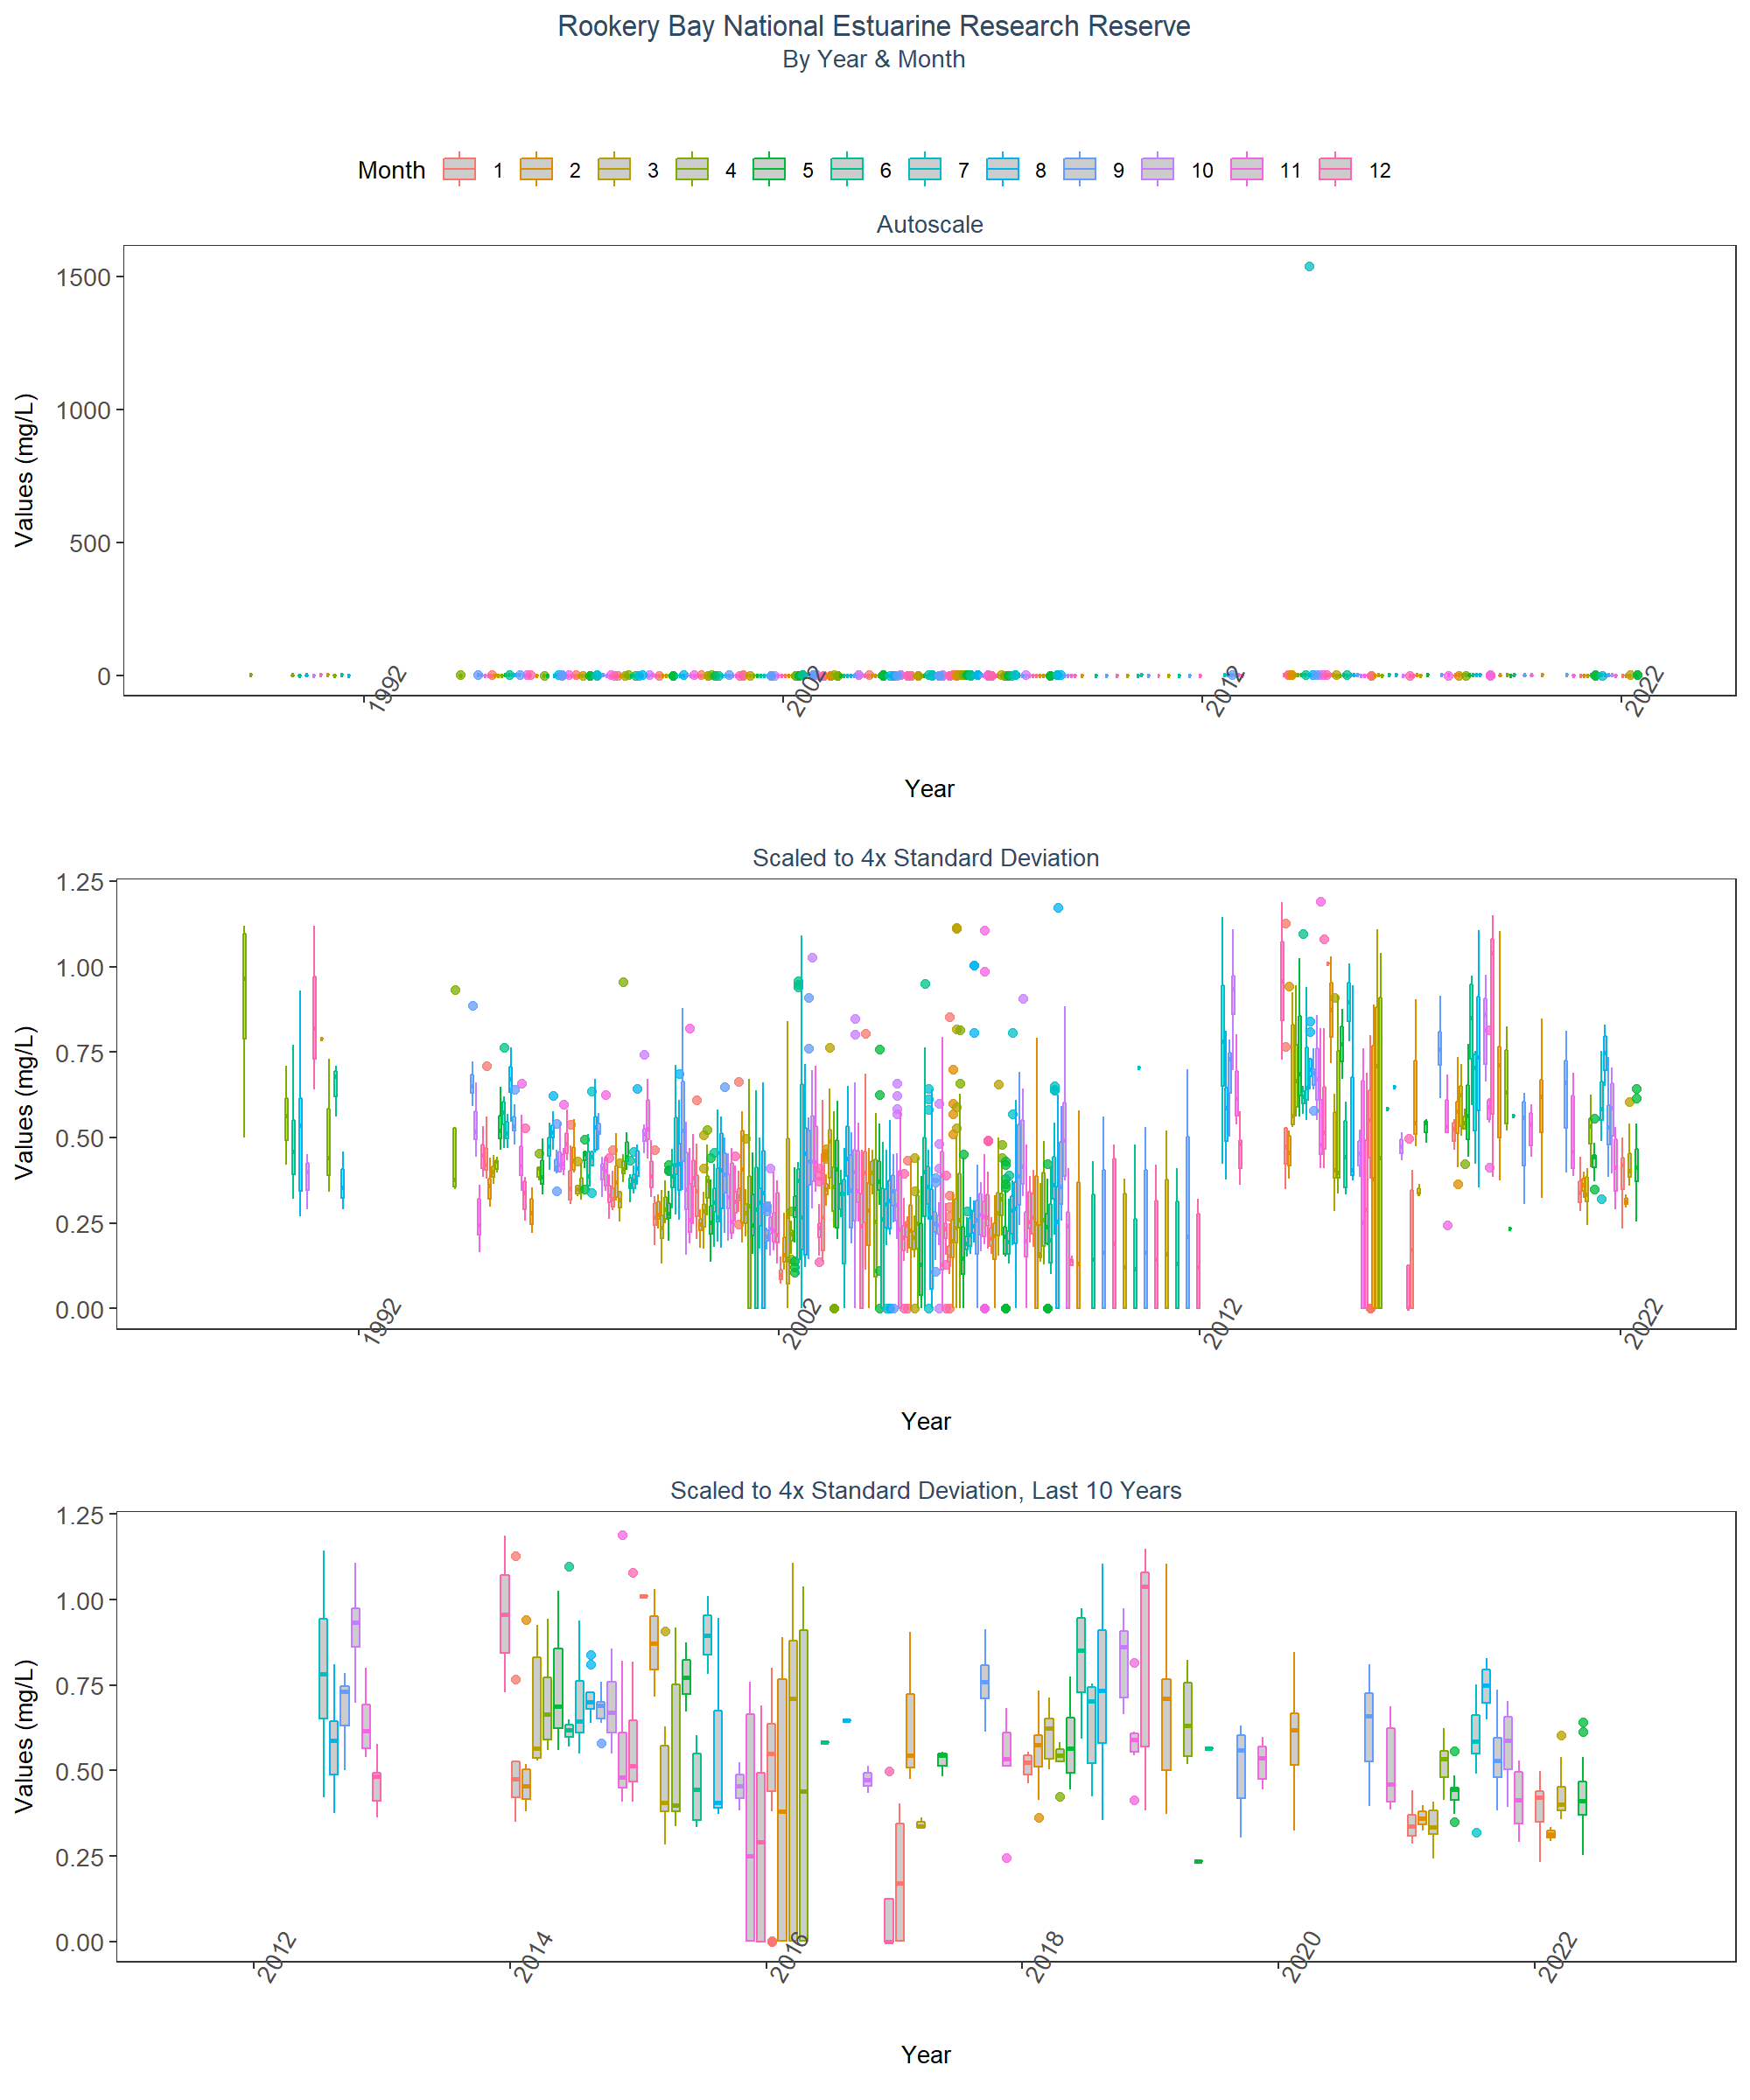 Rookery Bay National Estuarine Research Reserve
By Year & Month
Month 1 2 3 4 5 6 7 8 9 10 11 12
Autoscale
Values (mg/L)
1500
1000
500
0
1992 2002 2012 2022
Year
Scaled to 4x Standard Deviation
Values (mg/L)
1.25
1.00
0.75
0.50
0.25
0.00
1992 2002 2012 2022
Year
Scaled to 4x Standard Deviation, Last 10 Years
Values (mg/L)
1.25
1.00
0.75
0.50
0.25
0.00
2012 2014 2016 2018 2020 2022
Year